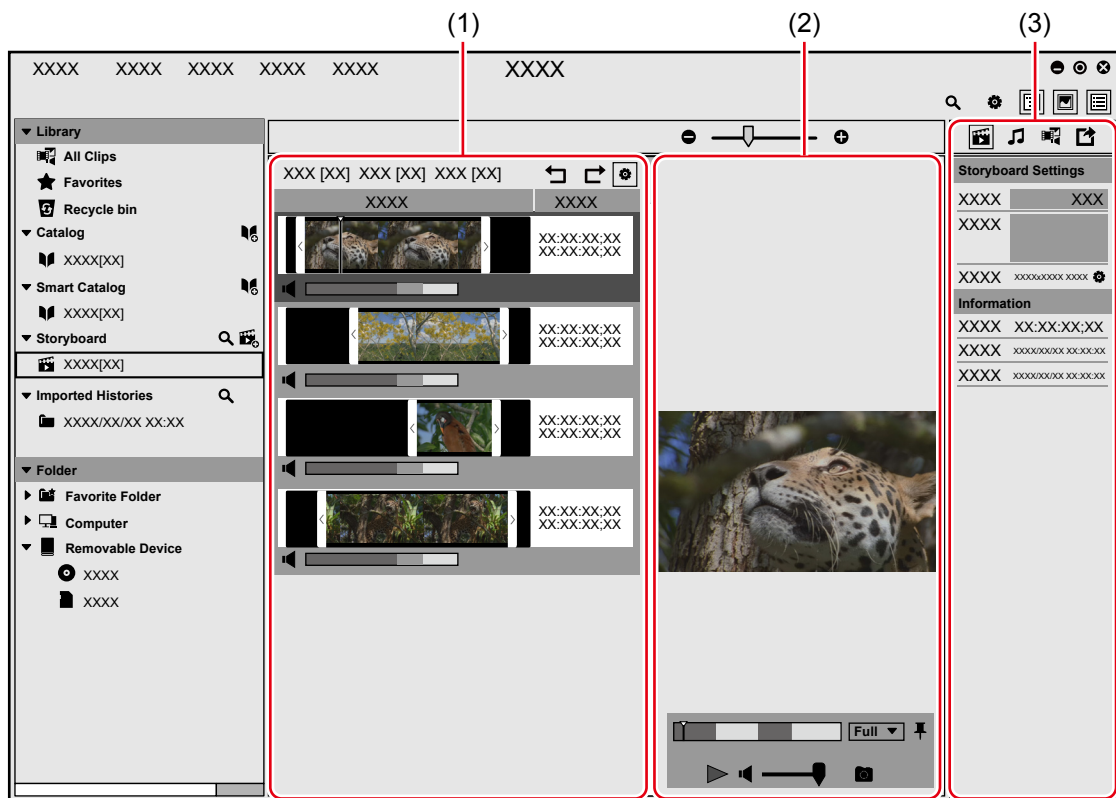 (1) (2) (3)
XXXX XXXX XXXX XXXX XXXX XXXX
Library
All Clips
Favorites
Recycle bin
Catalog
XXXX[XX]
Smart Catalog
XXXX[XX]
Storyboard
XXXX[XX]
Imported Histories
XXXX/XX/XX XX:XX
Folder
Favorite Folder
Computer
Removable Device
XXXX
XXXX
XXX [XX] XXX [XX] XXX [XX]
XXXX XXXX
XX:XX:XX;XX
XX:XX:XX;XX
XX:XX:XX;XX
XX:XX:XX;XX
XX:XX:XX;XX
XX:XX:XX;XX
XX:XX:XX;XX
XX:XX:XX;XX
Full
Storyboard Settings
XXXX XXX
XXXX
XXXX XXXXxXXXX XXXX
Information
XXXX XX:XX:XX;XX
XXXX XXXX/XX/XX XX:XX:XX
XXXX XXXX/XX/XX XX:XX:XX